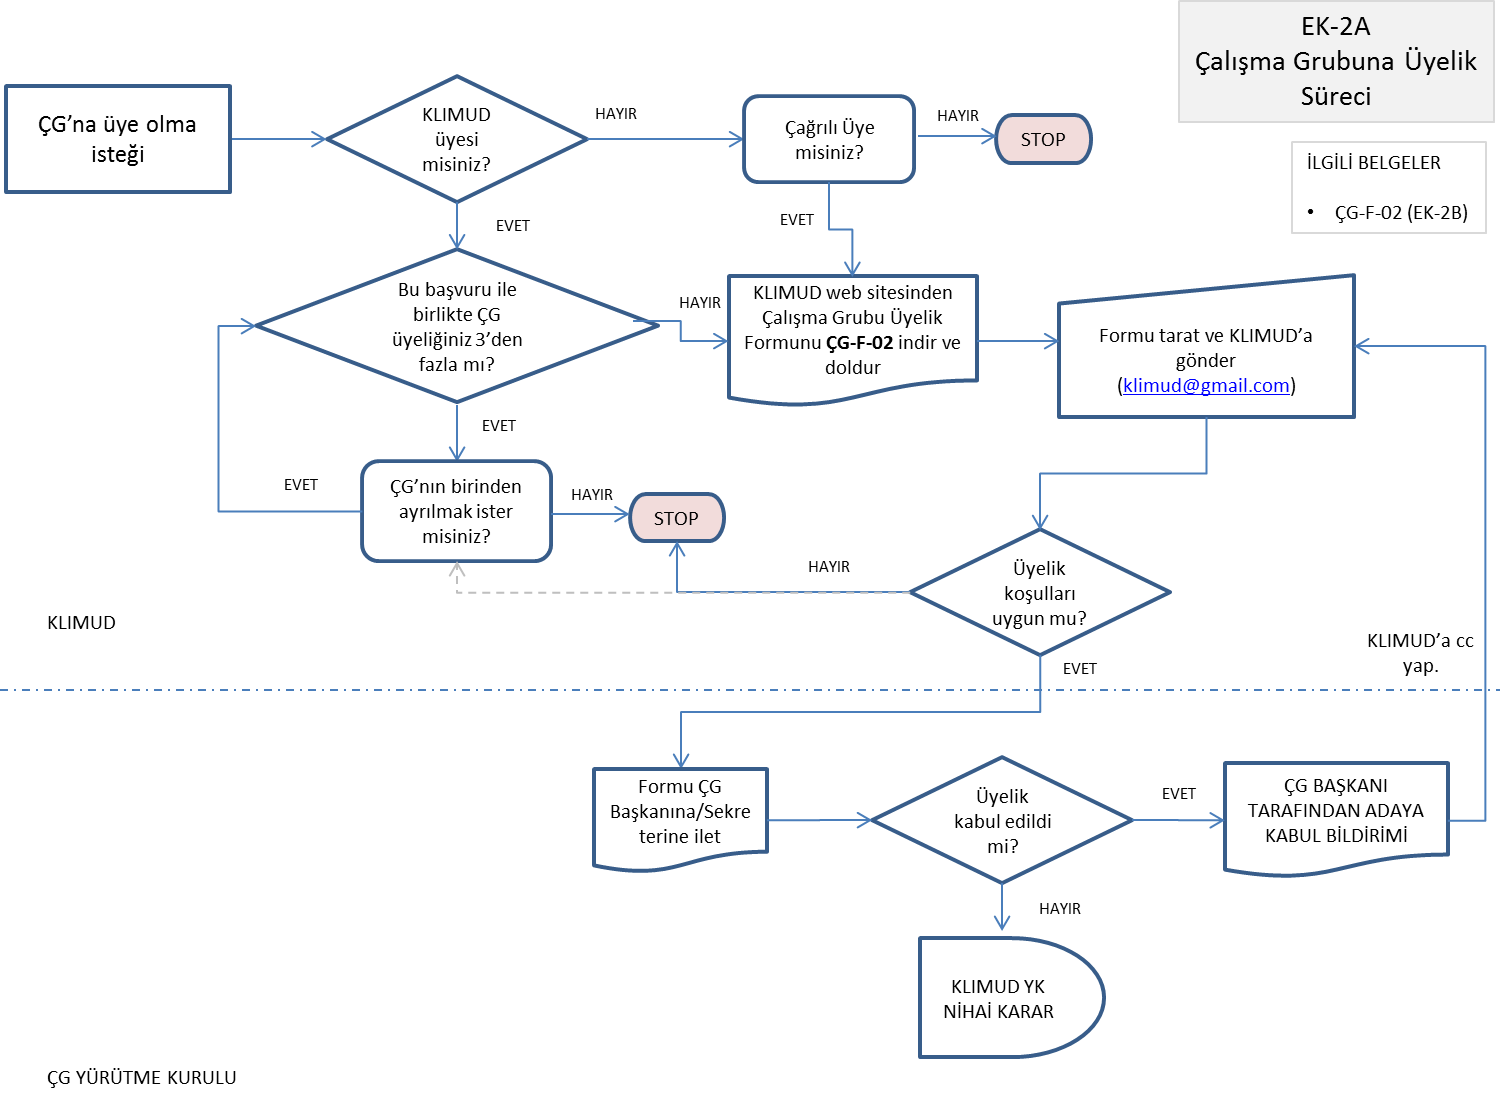 EK-2A
Çalışma Grubuna Üyelik
Süreci
ÇG’na üye olma
isteği
KLIMUD
üyesi
misiniz?
HAYIR
Çağrılı Üye
misiniz?
HAYIR
STOP
İLGİLİ BELGELER
• ÇG-F-02 (EK-2B)
EVET
EVET
Bu başvuru ile
birlikte ÇG
üyeliğiniz 3’den
fazla mı?
HAYIR
KLIMUD web sitesinden
Çalışma Grubu Üyelik
Formunu ÇG-F-02 indir ve
doldur
Formu tarat ve KLIMUD’a
gönder
(klimud@gmail.com)
EVET
EVET
ÇG’nın birinden
ayrılmak ister
misiniz?
HAYIR
STOP
HAYIR
Üyelik
koşulları
uygun mu?
KLIMUD
KLIMUD’a cc
yap.
EVET
Formu ÇG
Başkanına/Sekre
terine ilet
Üyelik
kabul edildi
mi?
EVET
ÇG BAŞKANI
TARAFINDAN ADAYA
KABUL BİLDİRİMİ
HAYIR
KLIMUD YK
NİHAİ KARAR
ÇG YÜRÜTME KURULU